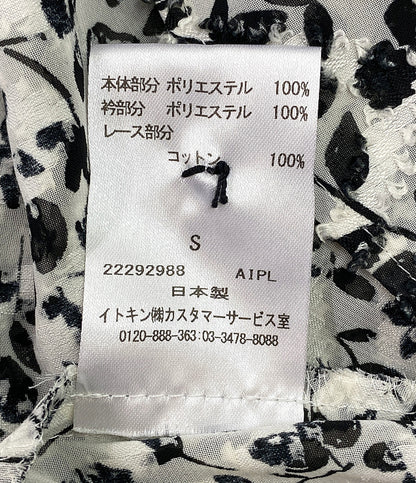 本体部分 ポリエステル 100%
衿部分 ポリエステル 100%
レース部分
コットン 100%
S
22292988 AIPL
日本製
イトキン㈱カスタマーサービス室
0120-888-363:03-3478-8088